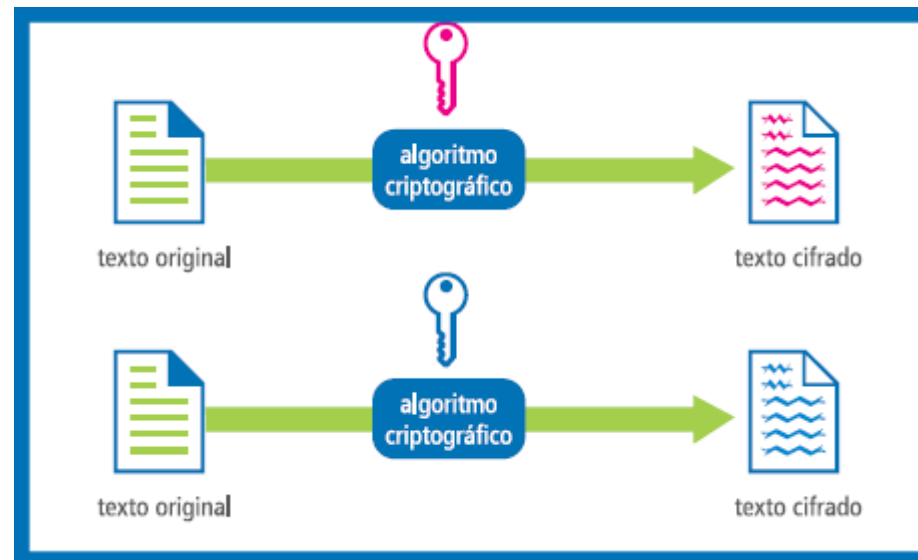 algoritmo
criptográfico
texto original
texto cifrado
algoritmo
criptográfico
texto original
texto cifrado